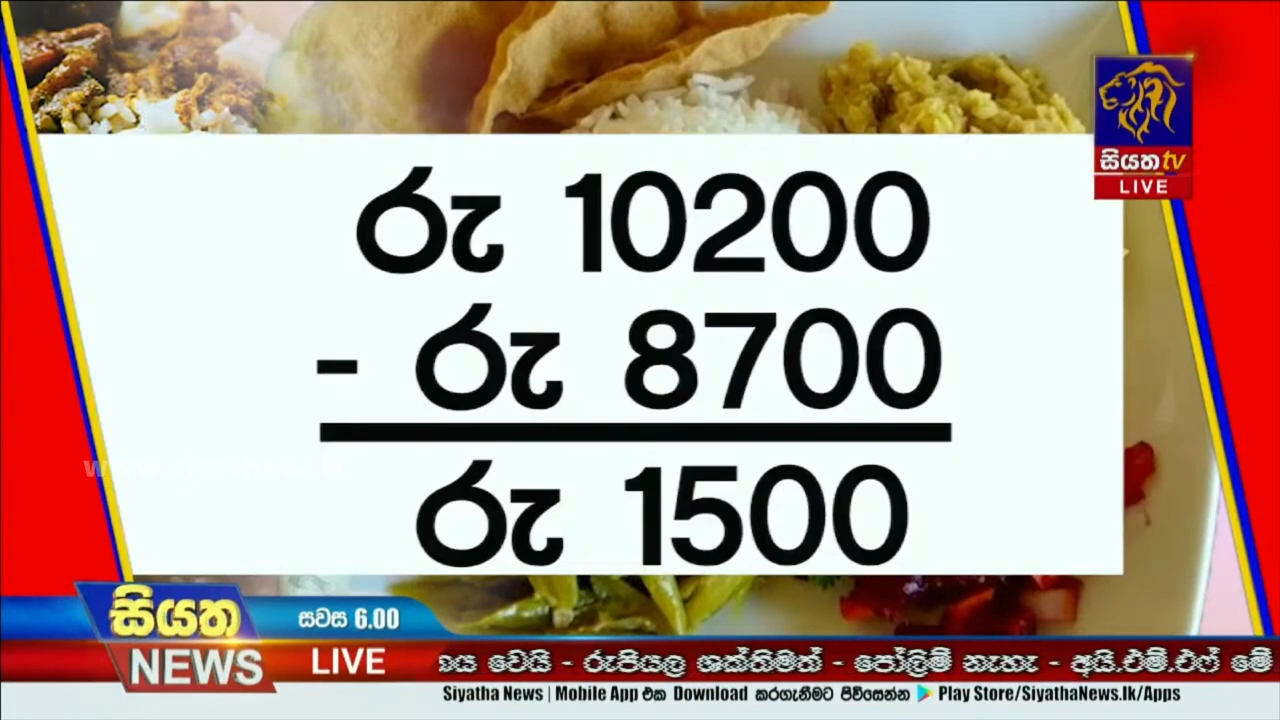 සියතtv
LIVE
රු 10200
- රු 8700
රු 1500
සියත
NEWS
සවස 6.00
LIVE
වෙයි - රුපියල ශක්තිමත් - පෝලිම් නැහැ - අයි.එම්.එෆ් මේ
Siyatha News | Mobile App එක Download කරගැනීමට පිවිසෙන්න Play Store/SiyathaNews.lk/Apps